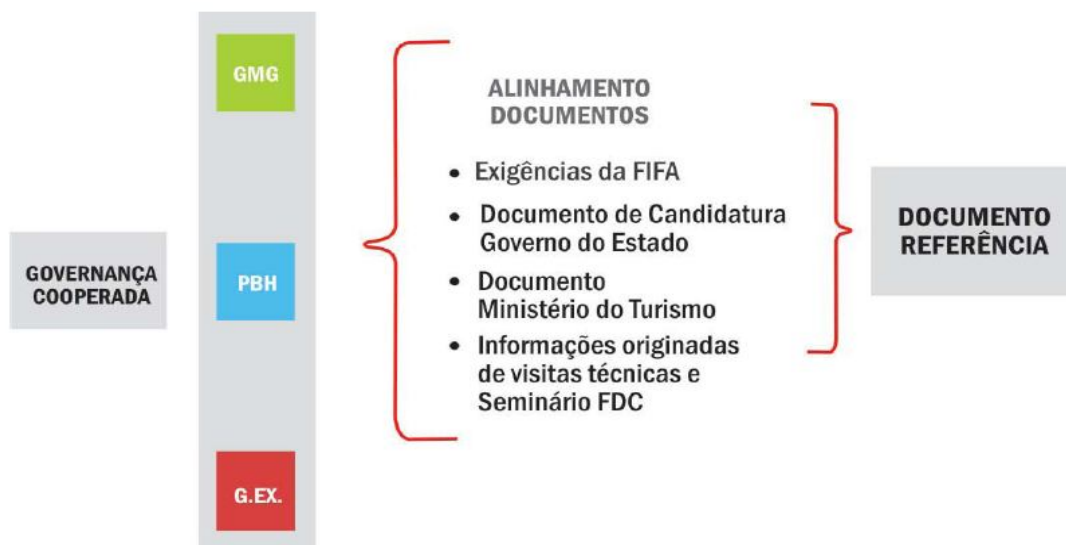 GOVERNANÇA
COOPERADA
GMG
PBH
G.EX.
ALINHAMENTO
DOCUMENTOS
• Exigências da FIFA
• Documento de Candidatura
Governo do Estado
• Documento
Ministério do Turismo
• Informações originadas
de visitas técnicas e
Seminário FDC
DOCUMENTO
REFERÊNCIA